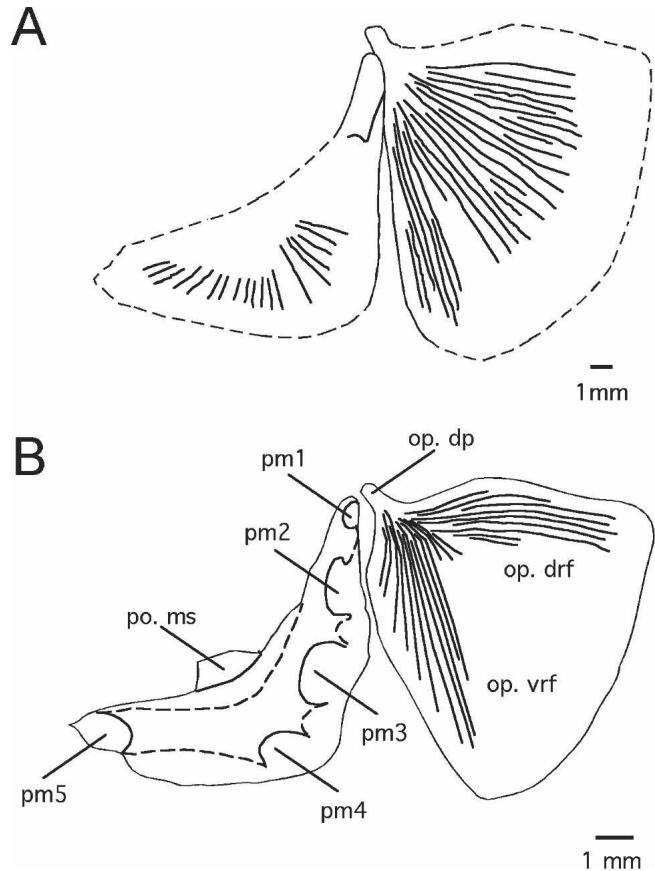 A
1mm
B
op. dp
pm1
pm2
op. drf
po. ms
op. vrf
pm3
pm5
pm4
1 mm